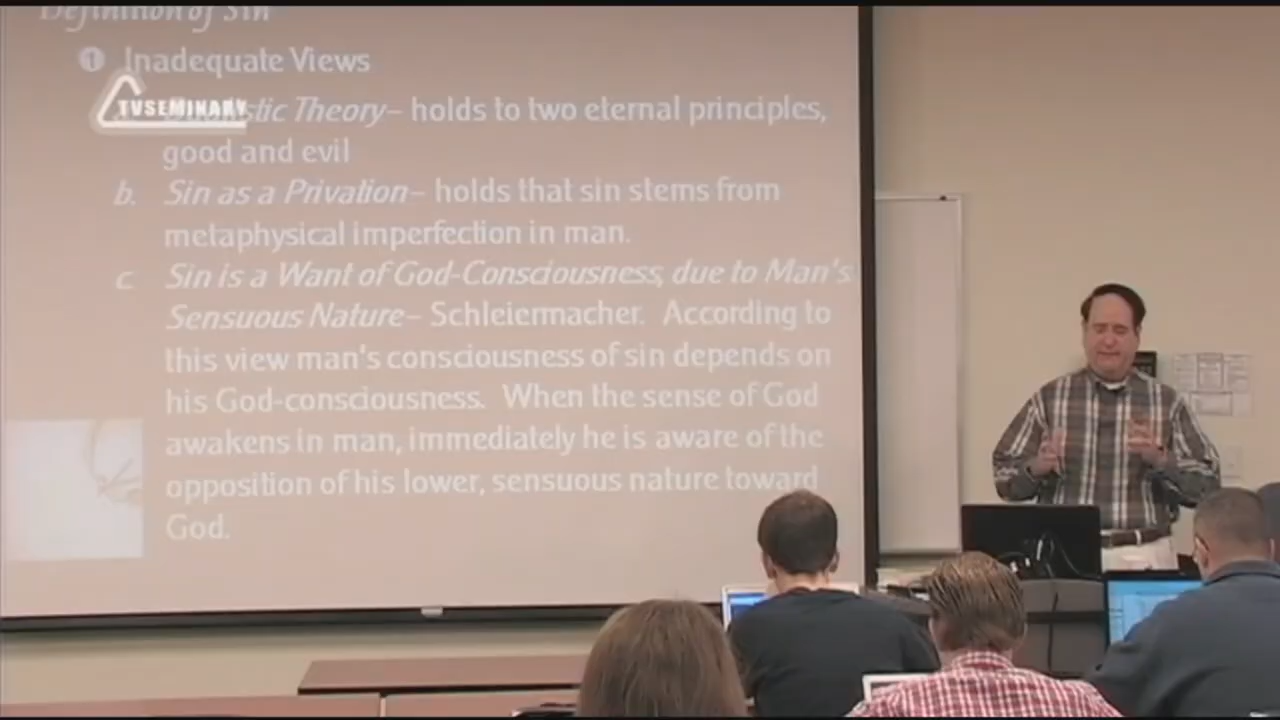 Definition of Sin
1 Inadequate Views
TVSEMINARY
Theory– holds to two eternal principles,
good and evil
b. Sin as a Privation– holds that sin stems from
metaphysical imperfection in man.
c Sin is a Want of God-Consciousness, due to Man's
Sensuous Nature– Schleiermacher. According to
this view man's consciousness of sin depends on
his God-consciousness. When the sense of God
awakens in man, immediately he is aware of the
opposition of his lower, sensuous nature toward
God.